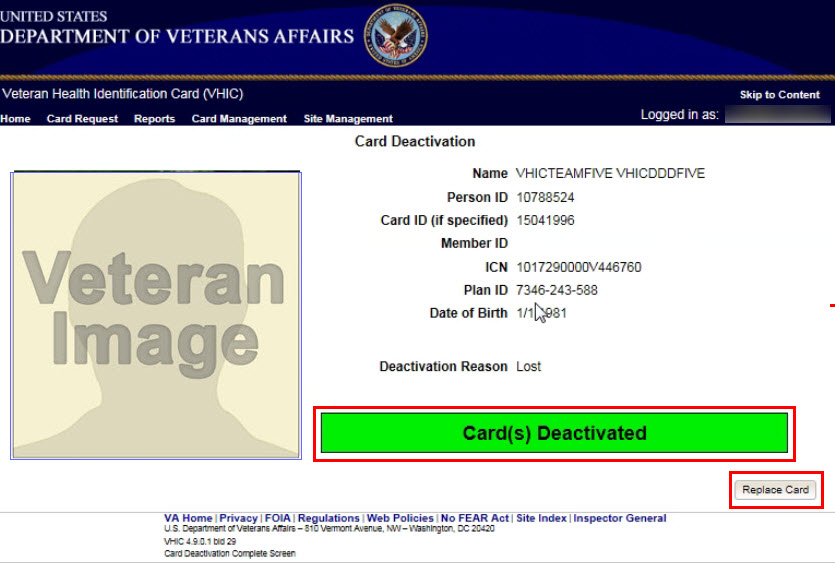 UNITED STATES
DEPARTMENT OF VETERANS AFFAIRS
Veteran Health Identification Card (VHIC)
Skip to Content
Logged in as:
Home Card Request Reports Card Management Site Management
Card Deactivation
Veteran
Image
Name VHICTEAMFIVE VHICDDDFIVE
Person ID 10788524
Card ID (if specified) 15041996
Member ID
ICN 1017290000V446760
Plan ID 7346-243-588
Date of Birth
Deactivation Reason Lost
Card(s) Deactivated
Replace Card
VA Home | Privacy | FOIA | Regulations | Web Policies | No FEAR Act | Site Index | Inspector General
U.S. Department of Veterans Affairs – 810 Vermont Avenue, NW – Washington, DC 20420
VHIC 4.9.0.1 bld 29
Card Deactivation Complete Screen